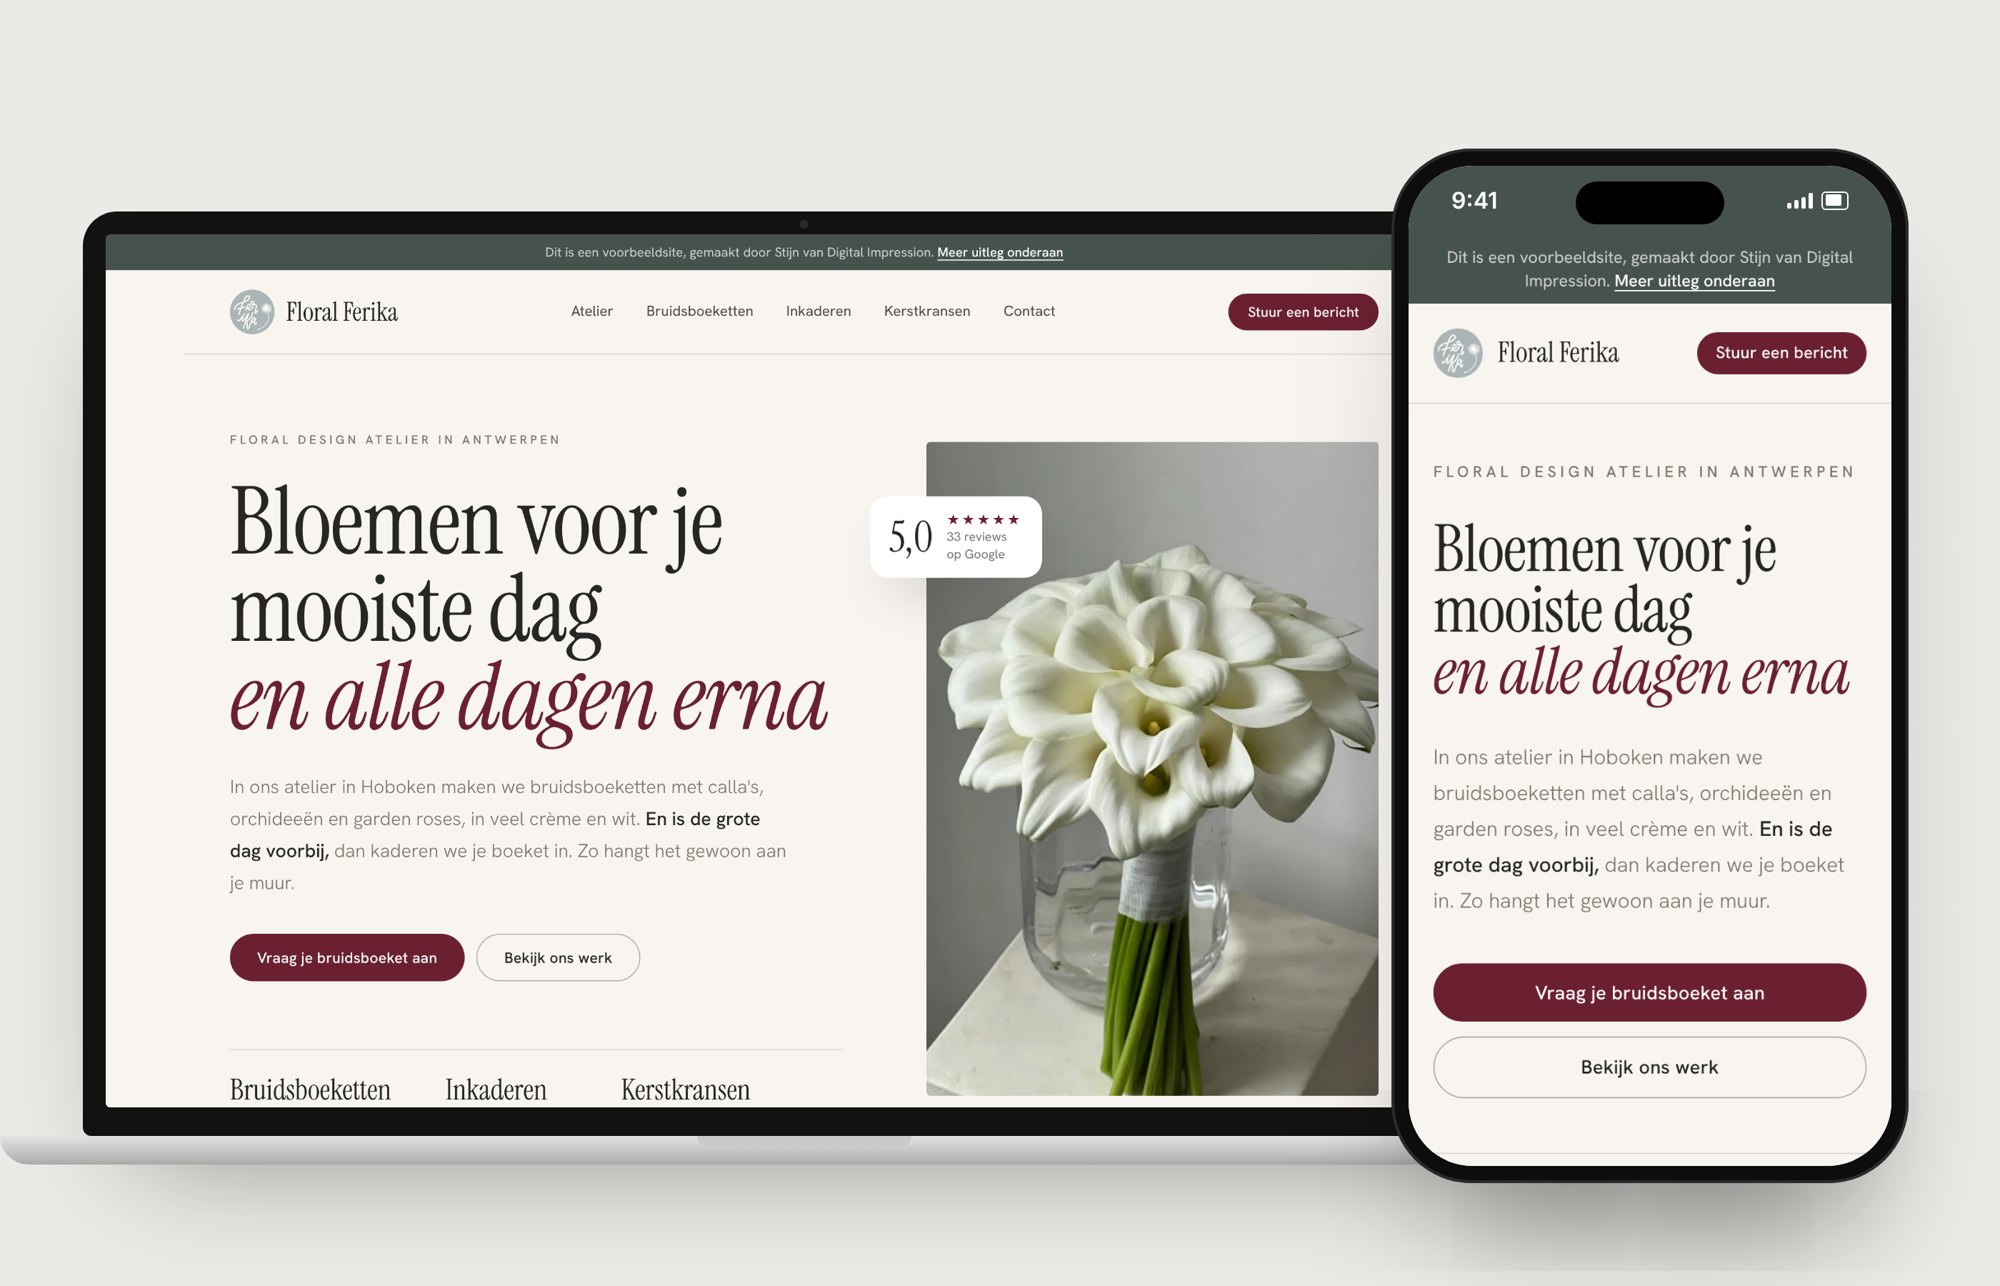 Dit is een voorbeeldsite, gemaakt door Stijn van Digital Impression. Meer uitleg onderaan
Ferika
Floral Ferika
Atelier
Bruidsboeketten
Inkaderen
Kerstkransen
Contact
Stuur een bericht
FLORAL DESIGN ATELIER IN ANTWERPEN
Bloemen voor je
mooiste dag
en alle dagen erna
In ons atelier in Hoboken maken we bruidsboeketten met calla's,
orchideeën en garden roses, in veel crème en wit. En is de grote
dag voorbij, dan kaderen we je boeket in. Zo hangt het gewoon aan
je muur.
Vraag je bruidsboeket aan
Bekijk ons werk
Bruidsboeketten
Inkaderen
Kerstkransen
5,0
★★★★★
33 reviews
op Google
9:41
Dit is een voorbeeldsite, gemaakt door Stijn van Digital
Impression. Meer uitleg onderaan
Ferika
Floral Ferika
Stuur een bericht
FLORAL DESIGN ATELIER IN ANTWERPEN
Bloemen voor je
mooiste dag
en alle dagen erna
In ons atelier in Hoboken maken we
bruidsboeketten met calla's, orchideeën en
garden roses, in veel crème en wit. En is de
grote dag voorbij, dan kaderen we je boeket
in. Zo hangt het gewoon aan je muur.
Vraag je bruidsboeket aan
Bekijk ons werk